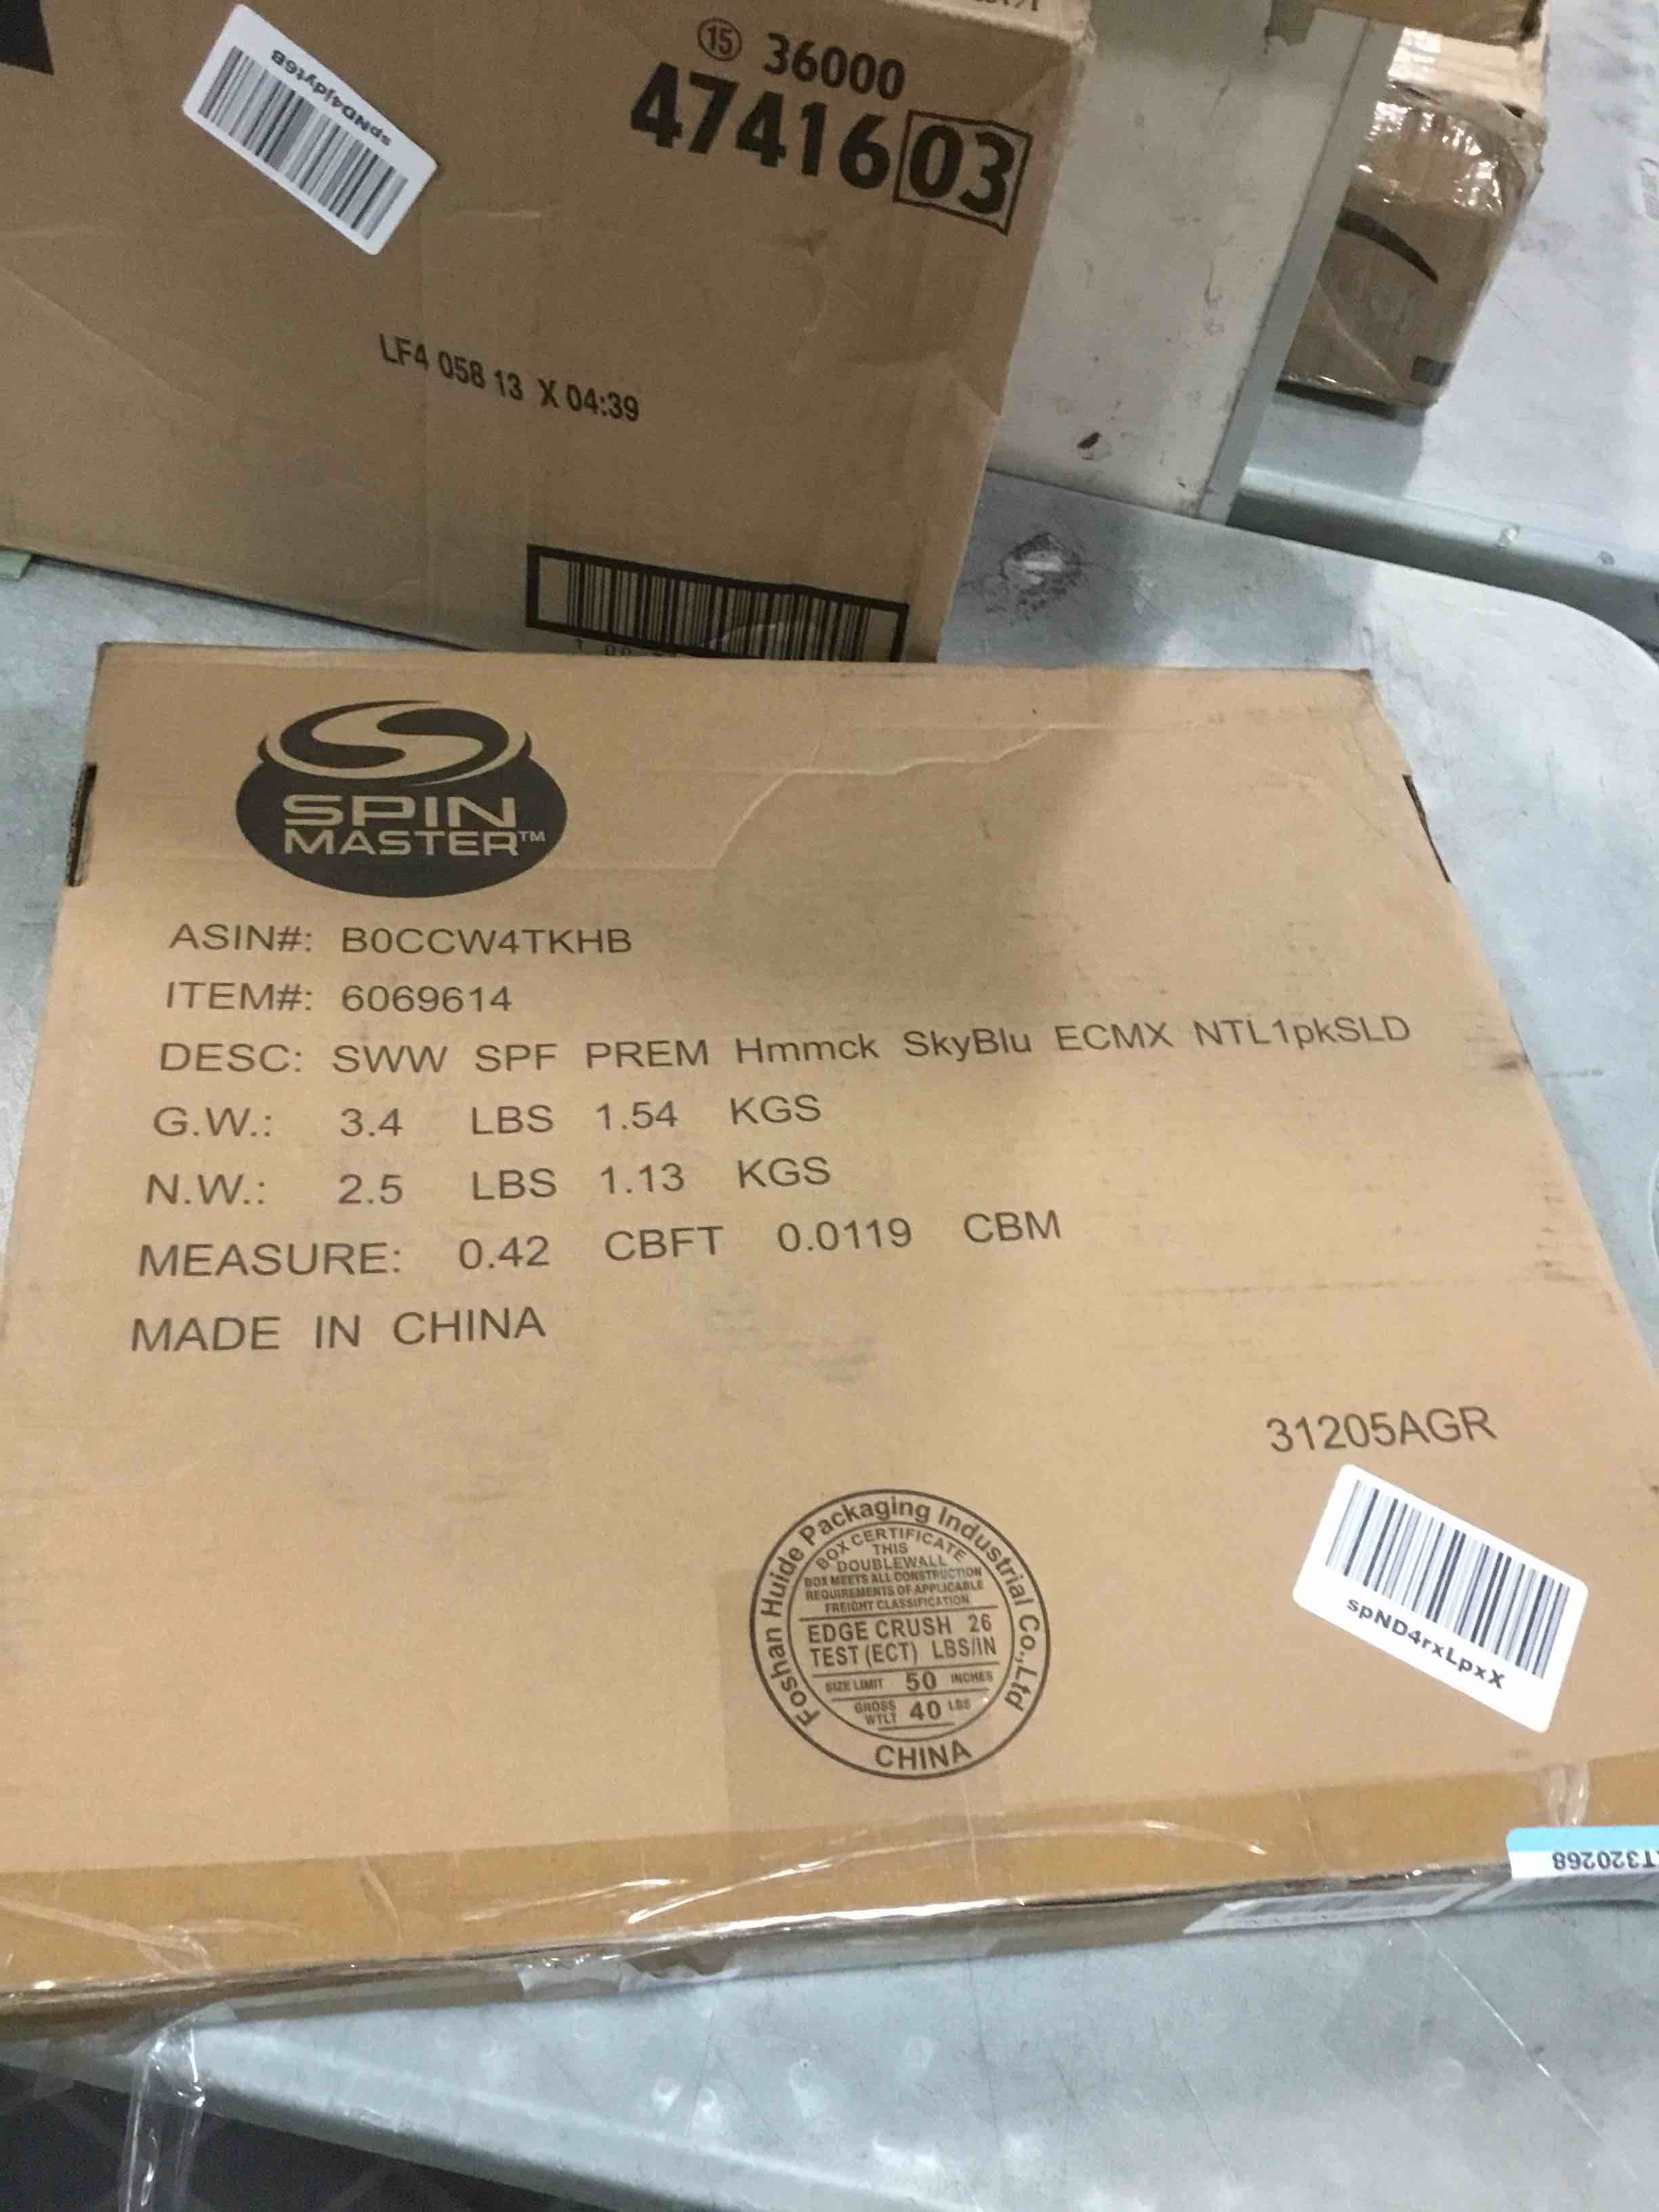 15 36000
47416 03
spND4jdyt6B
LF4 058 13 X 04:39
SPIN
MASTER™
ASIN#: B0CCW4TKHB
ITEM#: 6069614
DESC: SWW SPF PREM Hmmck SkyBlu ECMX NTL1pkSLD
G.W.: 3.4 LBS 1.54 KGS
N.W.: 2.5 LBS 1.13 KGS
MEASURE: 0.42 CBFT 0.0119 CBM
MADE IN CHINA
31205AGR
spND4rxLpxX
Foshan Huide Packaging Industrial Co.,Ltd
BOX CERTIFICATE
THIS
DOUBLEWALL
BOX MEETS ALL CONSTRUCTION
REQUIREMENTS OF APPLICABLE
FREIGHT CLASSIFICATION
EDGE CRUSH 26
TEST (ECT) LBS/IN
SIZE LIMIT 50 INCHES
GROSS
WTLT 40 LBS
CHINA
T320268